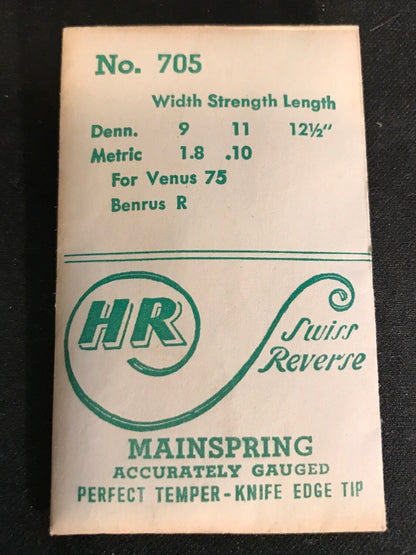 No. 705
Width Strength Length
Denn. 9 11 12½"
Metric 1.8 .10
For Venus 75
Benrus R
HR
Swiss
Reverse
MAINSPRING
ACCURATELY GAUGED
PERFECT TEMPER-KNIFE EDGE TIP